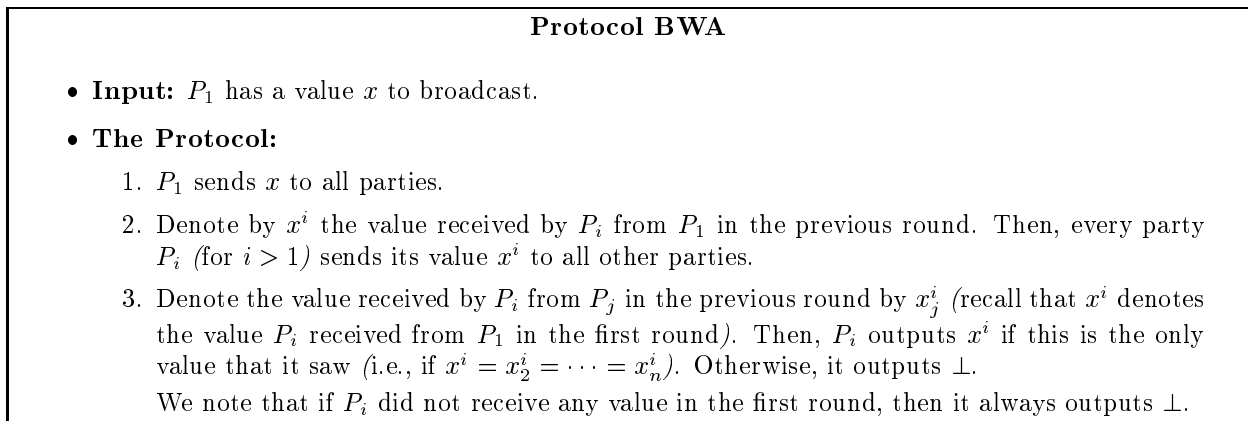 Protocol BWA
• Input: P₁ has a value x to broadcast.
• The Protocol:
1. P₁ sends x to all parties.
2. Denote by xⁱ the value received by Pᵢ from P₁ in the previous round. Then, every party
Pᵢ (for i > 1) sends its value xⁱ to all other parties.
3. Denote the value received by Pᵢ from Pⱼ in the previous round by xⱼⁱ (recall that xⁱ denotes
the value Pᵢ received from P₁ in the first round). Then, Pᵢ outputs xⁱ if this is the only
value that it saw (i.e., if xⁱ = x₂ⁱ = ⋯ = xₙⁱ). Otherwise, it outputs ⊥.
We note that if Pᵢ did not receive any value in the first round, then it always outputs ⊥.